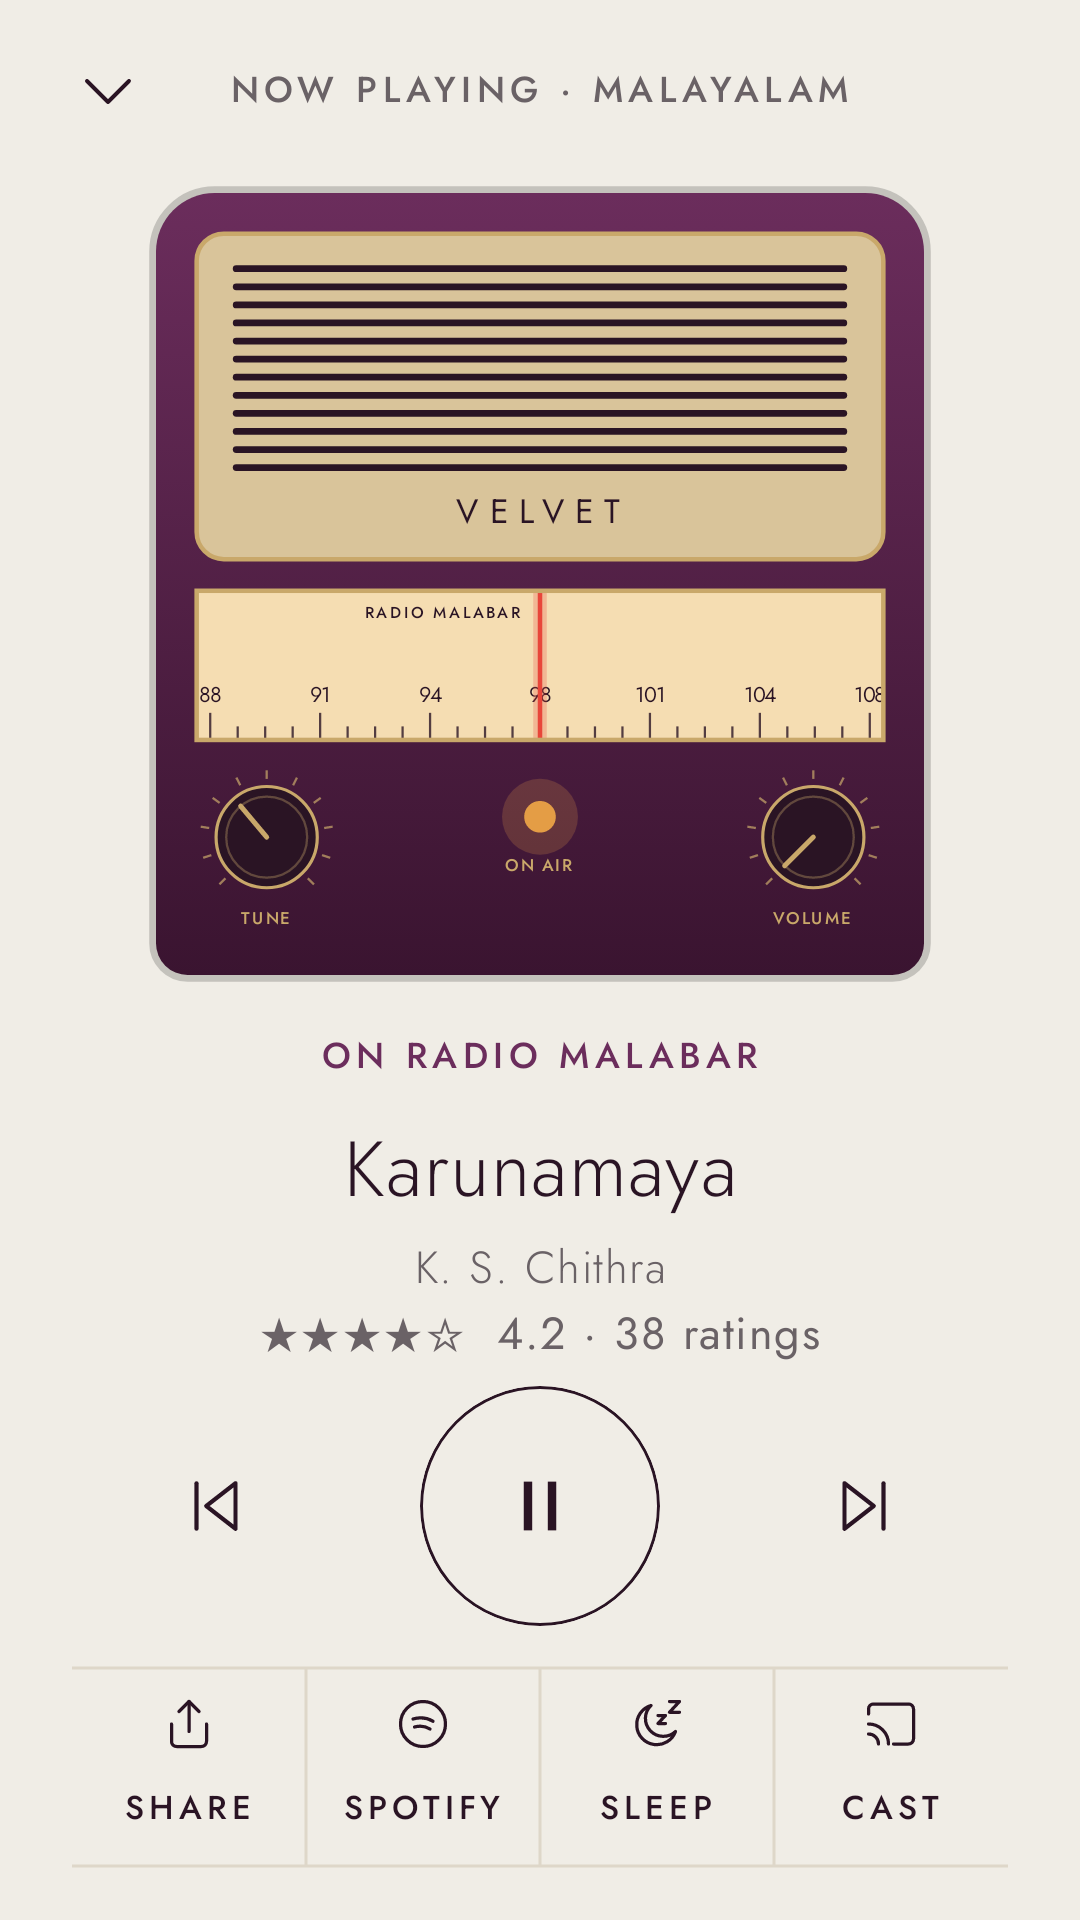 NOW PLAYING · MALAYALAM
VELVET
RADIO MALABAR
88 91 94 98 101 104 108
ON AIR
TUNE VOLUME
ON RADIO MALABAR
Karunamaya
K. S. Chithra
★★★★☆ 4.2 · 38 ratings
SHARE SPOTIFY SLEEP CAST